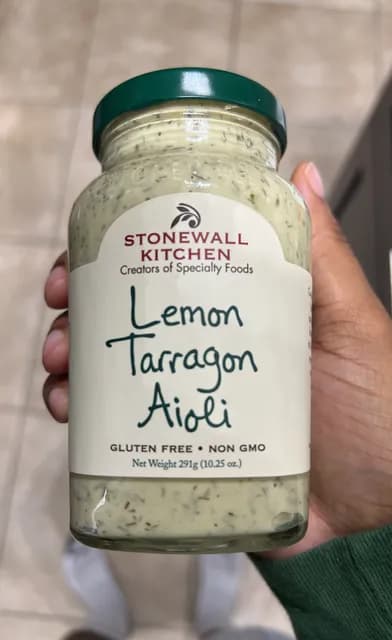 STONEWALL
KITCHEN
Creators of Specialty Foods
Lemon
Tarragon
Aioli
GLUTEN FREE • NON GMO
Net Weight 291g (10.25 oz.)